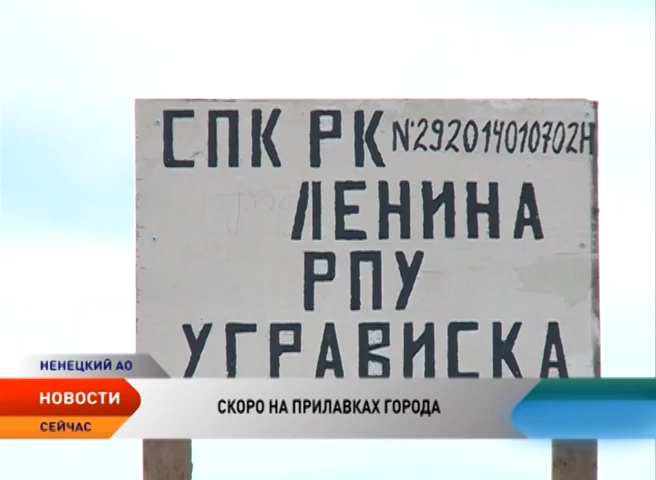 СПК РК №292014010702Н
ЛЕНИНА
РПУ
УГРАВИСКА
НЕНЕЦКИЙ АО
НОВОСТИ
СКОРО НА ПРИЛАВКАХ ГОРОДА
СЕЙЧАС